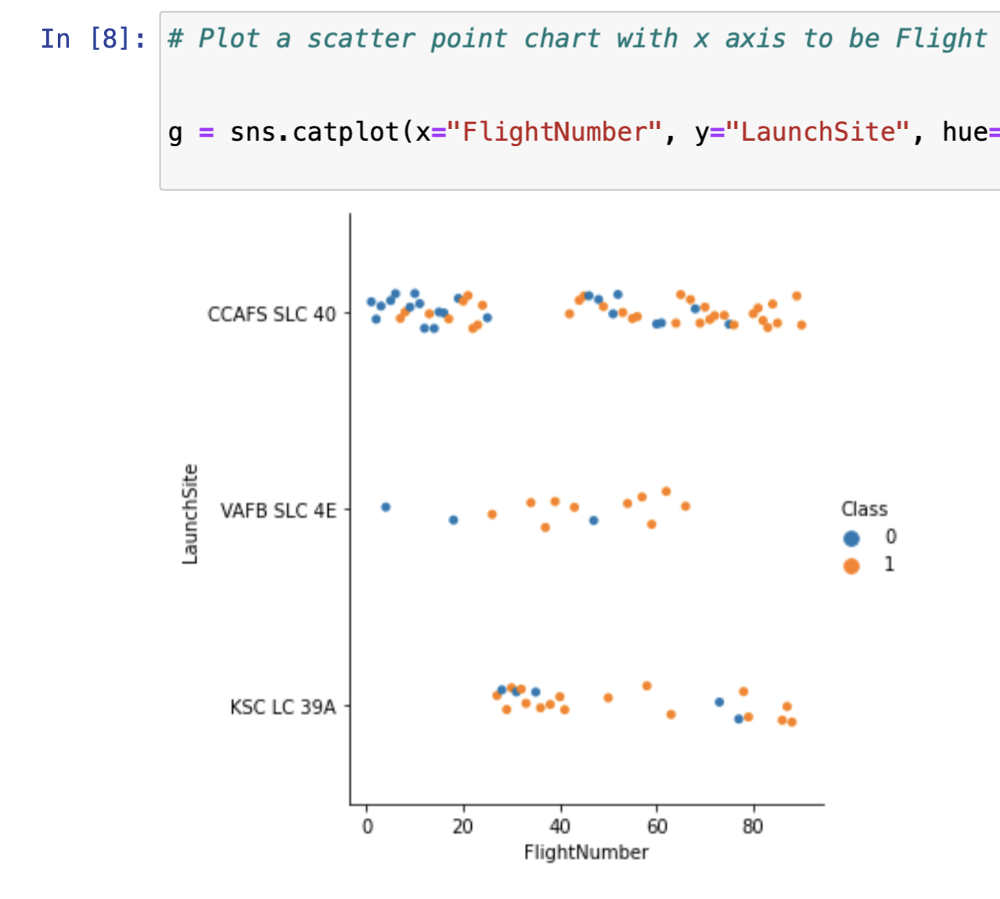 In [8]: # Plot a scatter point chart with x axis to be Flight
g = sns.catplot(x="FlightNumber", y="LaunchSite", hue=
CCAFS SLC 40
VAFB SLC 4E
KSC LC 39A
LaunchSite
0 20 40 60 80
FlightNumber
Class
0
1